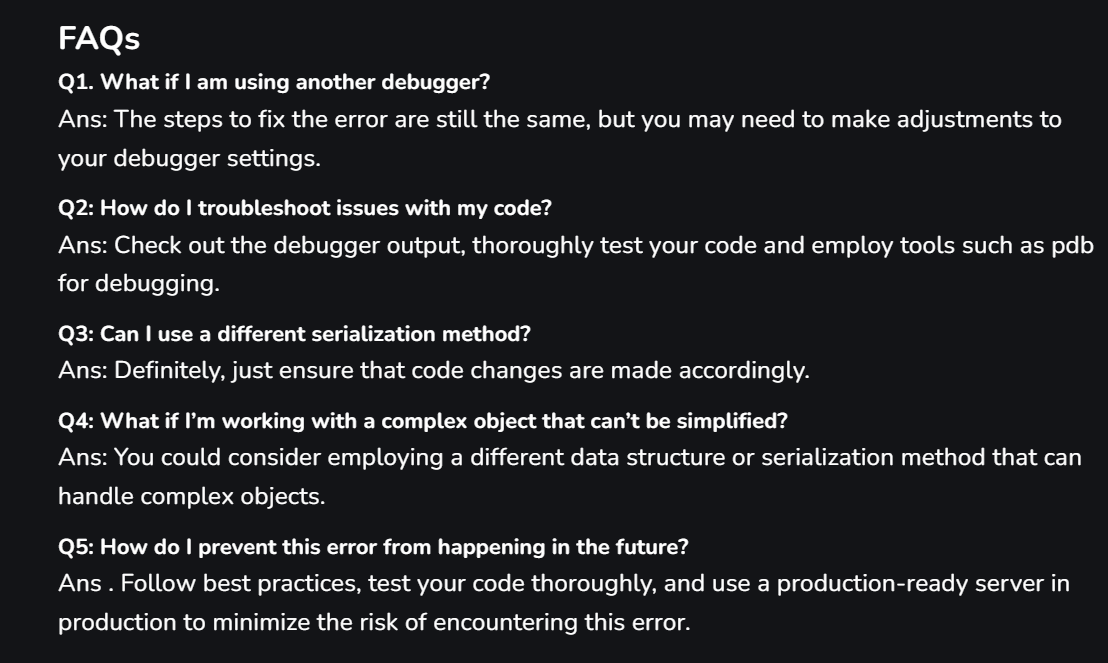 FAQs
Q1. What if I am using another debugger?
Ans: The steps to fix the error are still the same, but you may need to make adjustments to
your debugger settings.
Q2: How do I troubleshoot issues with my code?
Ans: Check out the debugger output, thoroughly test your code and employ tools such as pdb
for debugging.
Q3: Can I use a different serialization method?
Ans: Definitely, just ensure that code changes are made accordingly.
Q4: What if I’m working with a complex object that can’t be simplified?
Ans: You could consider employing a different data structure or serialization method that can
handle complex objects.
Q5: How do I prevent this error from happening in the future?
Ans . Follow best practices, test your code thoroughly, and use a production-ready server in
production to minimize the risk of encountering this error.